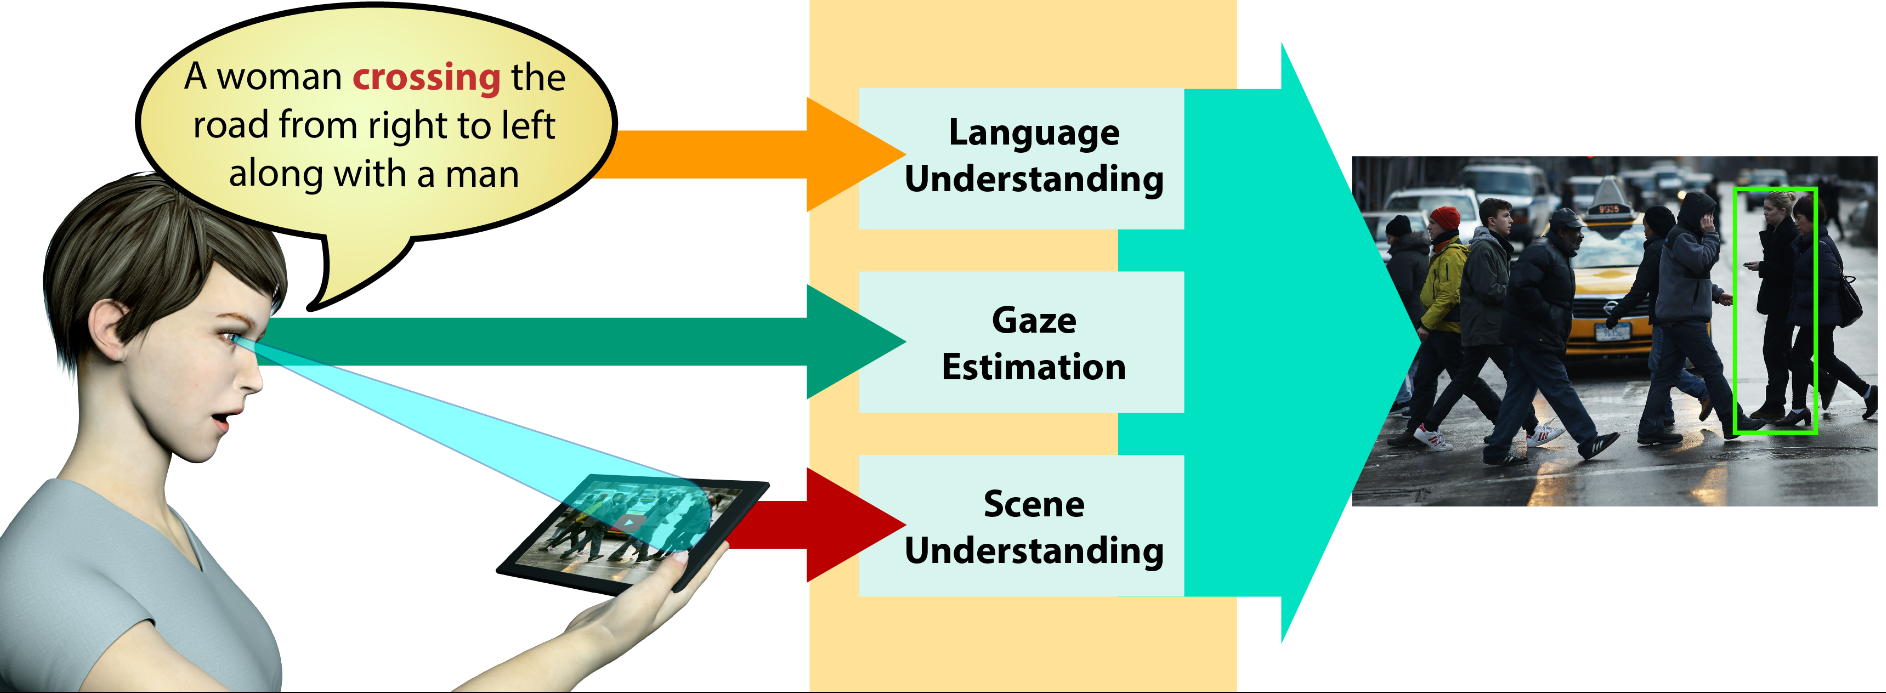 A woman crossing the
road from right to left
along with a man
Language
Understanding
Gaze
Estimation
Scene
Understanding